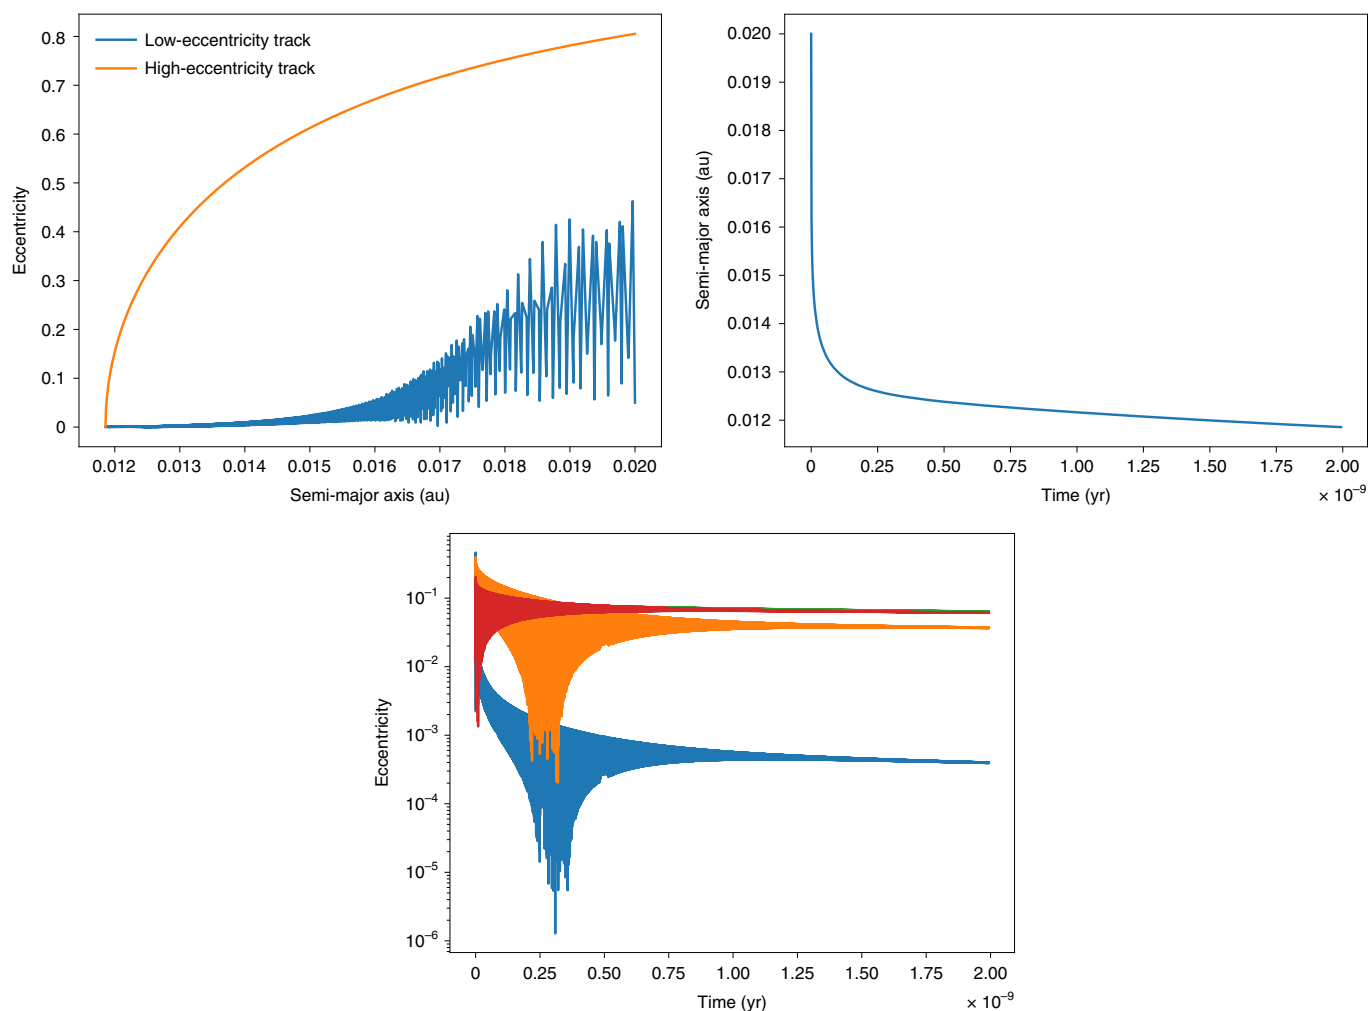 0.8
0.7
0.6
0.5
0.4
0.3
0.2
0.1
0
Eccentricity
Low-eccentricity track
High-eccentricity track
0.012 0.013 0.014 0.015 0.016 0.017 0.018 0.019 0.020
Semi-major axis (au)
0.020
0.019
0.018
0.017
0.016
0.015
0.014
0.013
0.012
Semi-major axis (au)
0 0.25 0.50 0.75 1.00 1.25 1.50 1.75 2.00
Time (yr)
× 10⁻⁹
10⁻¹
10⁻²
10⁻³
10⁻⁴
10⁻⁵
10⁻⁶
Eccentricity
0 0.25 0.50 0.75 1.00 1.25 1.50 1.75 2.00
Time (yr)
× 10⁻⁹